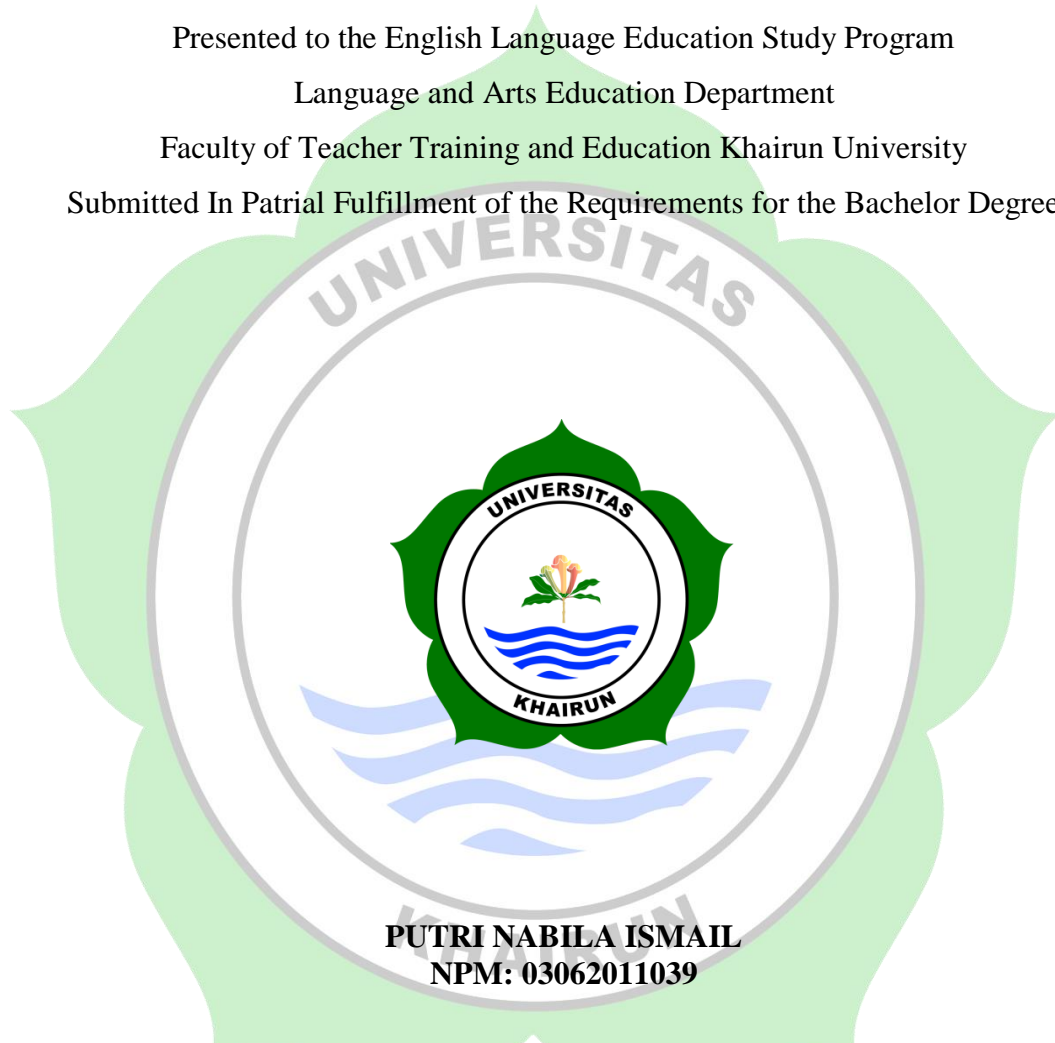 Presented to the English Language Education Study Program
Language and Arts Education Department
Faculty of Teacher Training and Education Khairun University
Submitted In Patrial Fulfillment of the Requirements for the Bachelor Degree
UNIVERSITAS
UNIVERSITAS
KHAIRUN
KHAIRUN
PUTRI NABILA ISMAIL
NPM: 03062011039